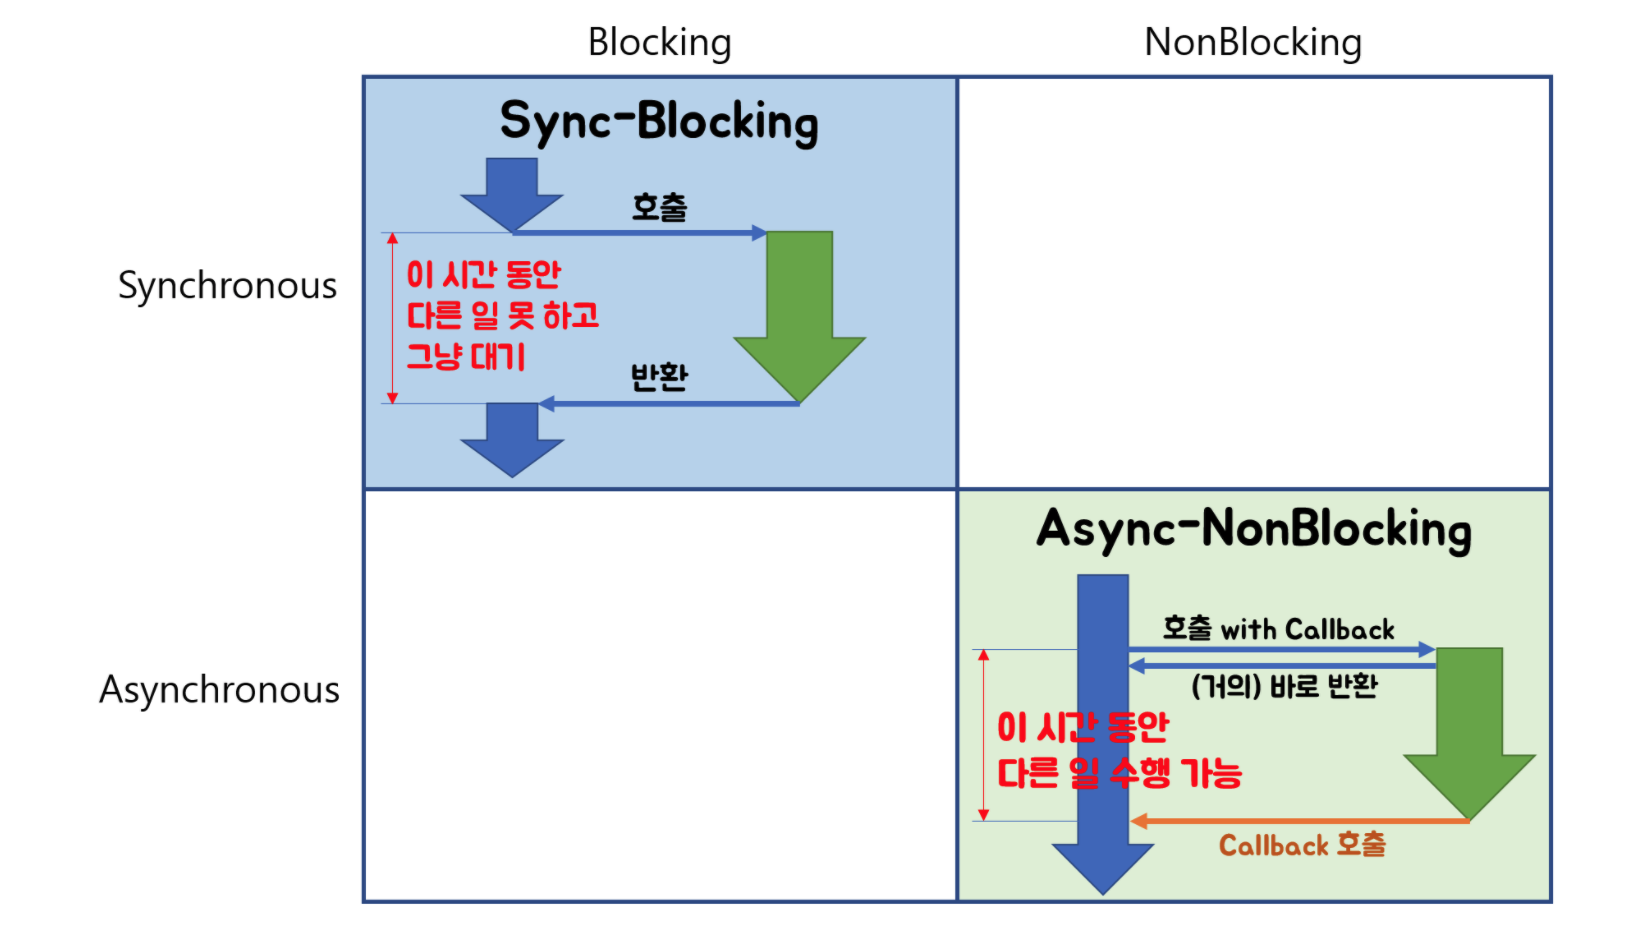 Blocking
NonBlocking
Synchronous
Sync-Blocking
호출
이 시간 동안
다른 일 못 하고
그냥 대기
반환
Asynchronous
Async-NonBlocking
호출 with Callback
(거의) 바로 반환
이 시간 동안
다른 일 수행 가능
Callback 호출